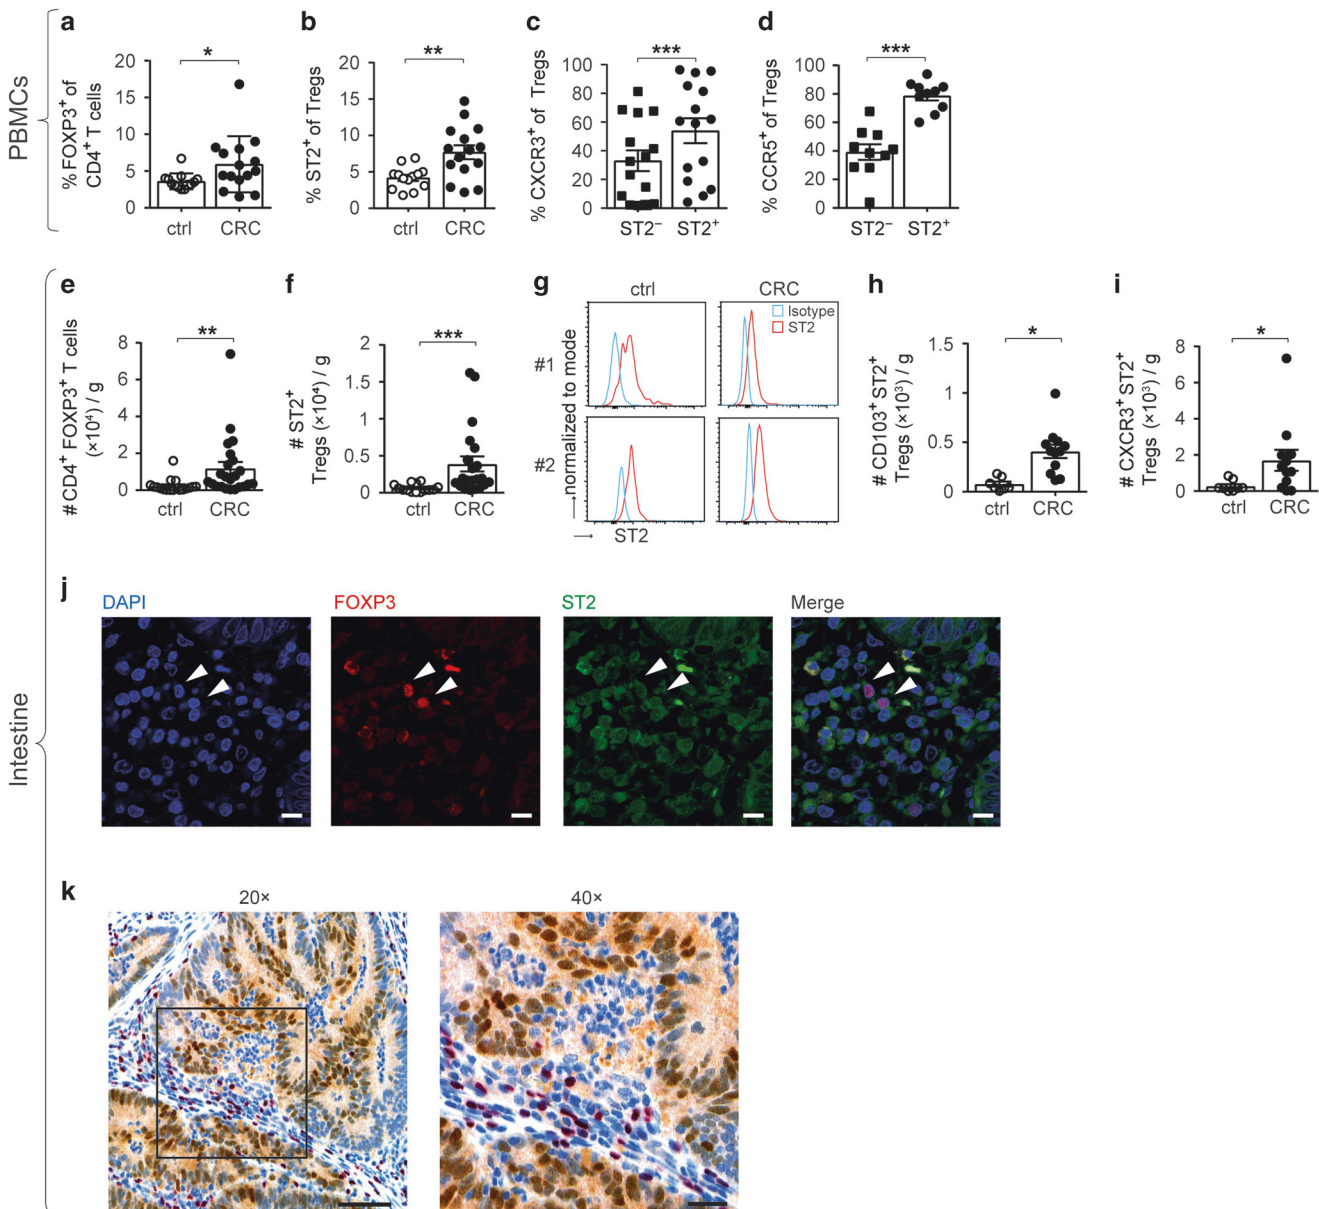 PBMCs
a
% FOXP3⁺ of
CD4⁺ T cells
20
15
10
5
0
*
ctrl
CRC
b
% ST2⁺ of Tregs
20
15
10
5
0
**
ctrl
CRC
c
% CXCR3⁺ of Tregs
100
80
60
40
20
0
***
ST2⁻
ST2⁺
d
% CCR5⁺ of Tregs
100
80
60
40
20
0
***
ST2⁻
ST2⁺
Intestine
e
# CD4⁺ FOXP3⁺ T cells
(×10⁴) / g
8
6
4
2
0
**
ctrl
CRC
f
# ST2⁺
Tregs (×10⁴) / g
2
1.5
1
0.5
0
***
ctrl
CRC
g
ctrl
CRC
Isotype
ST2
#1
#2
→normalized to mode
→ ST2
h
# CD103⁺ ST2⁺
Tregs (×10³) / g
1.5
1
0.5
0
*
ctrl
CRC
i
# CXCR3⁺ ST2⁺
Tregs (×10³) / g
8
6
4
2
0
*
ctrl
CRC
j
DAPI
FOXP3
ST2
Merge
k
20×
40×